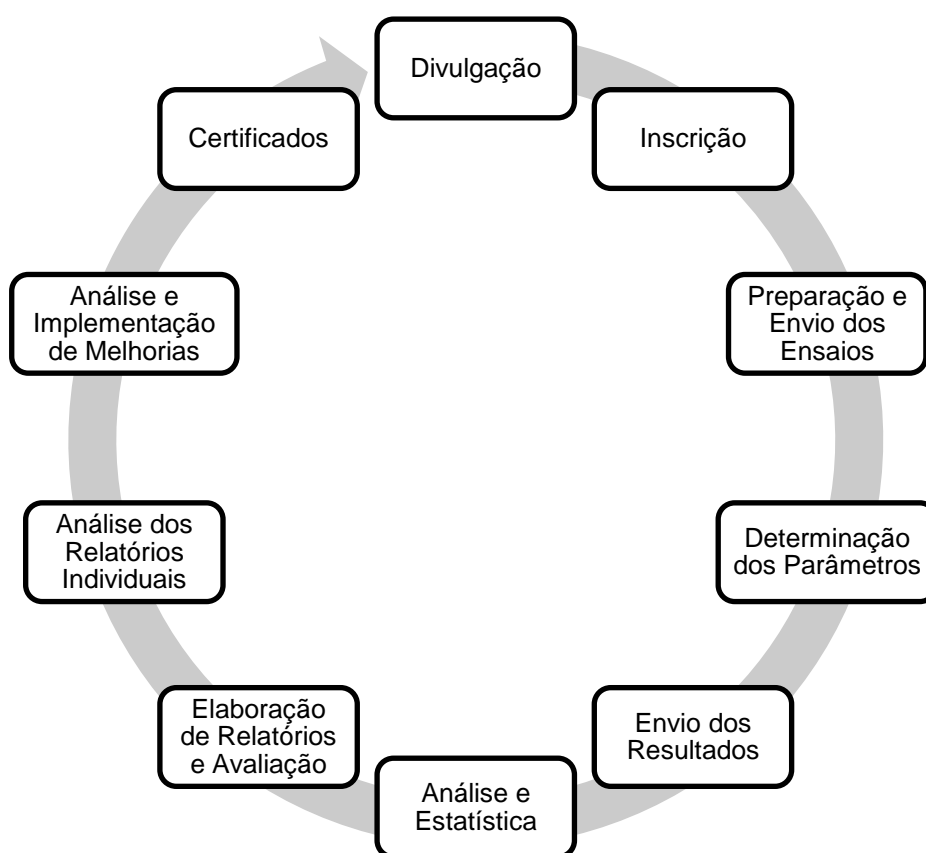 Divulgação
Inscrição
Preparação e
Envio dos
Ensaios
Determinação
dos Parâmetros
Envio dos
Resultados
Análise e
Estatística
Elaboração
de Relatórios
e Avaliação
Análise dos
Relatórios
Individuais
Análise e
Implementação
de Melhorias
Certificados